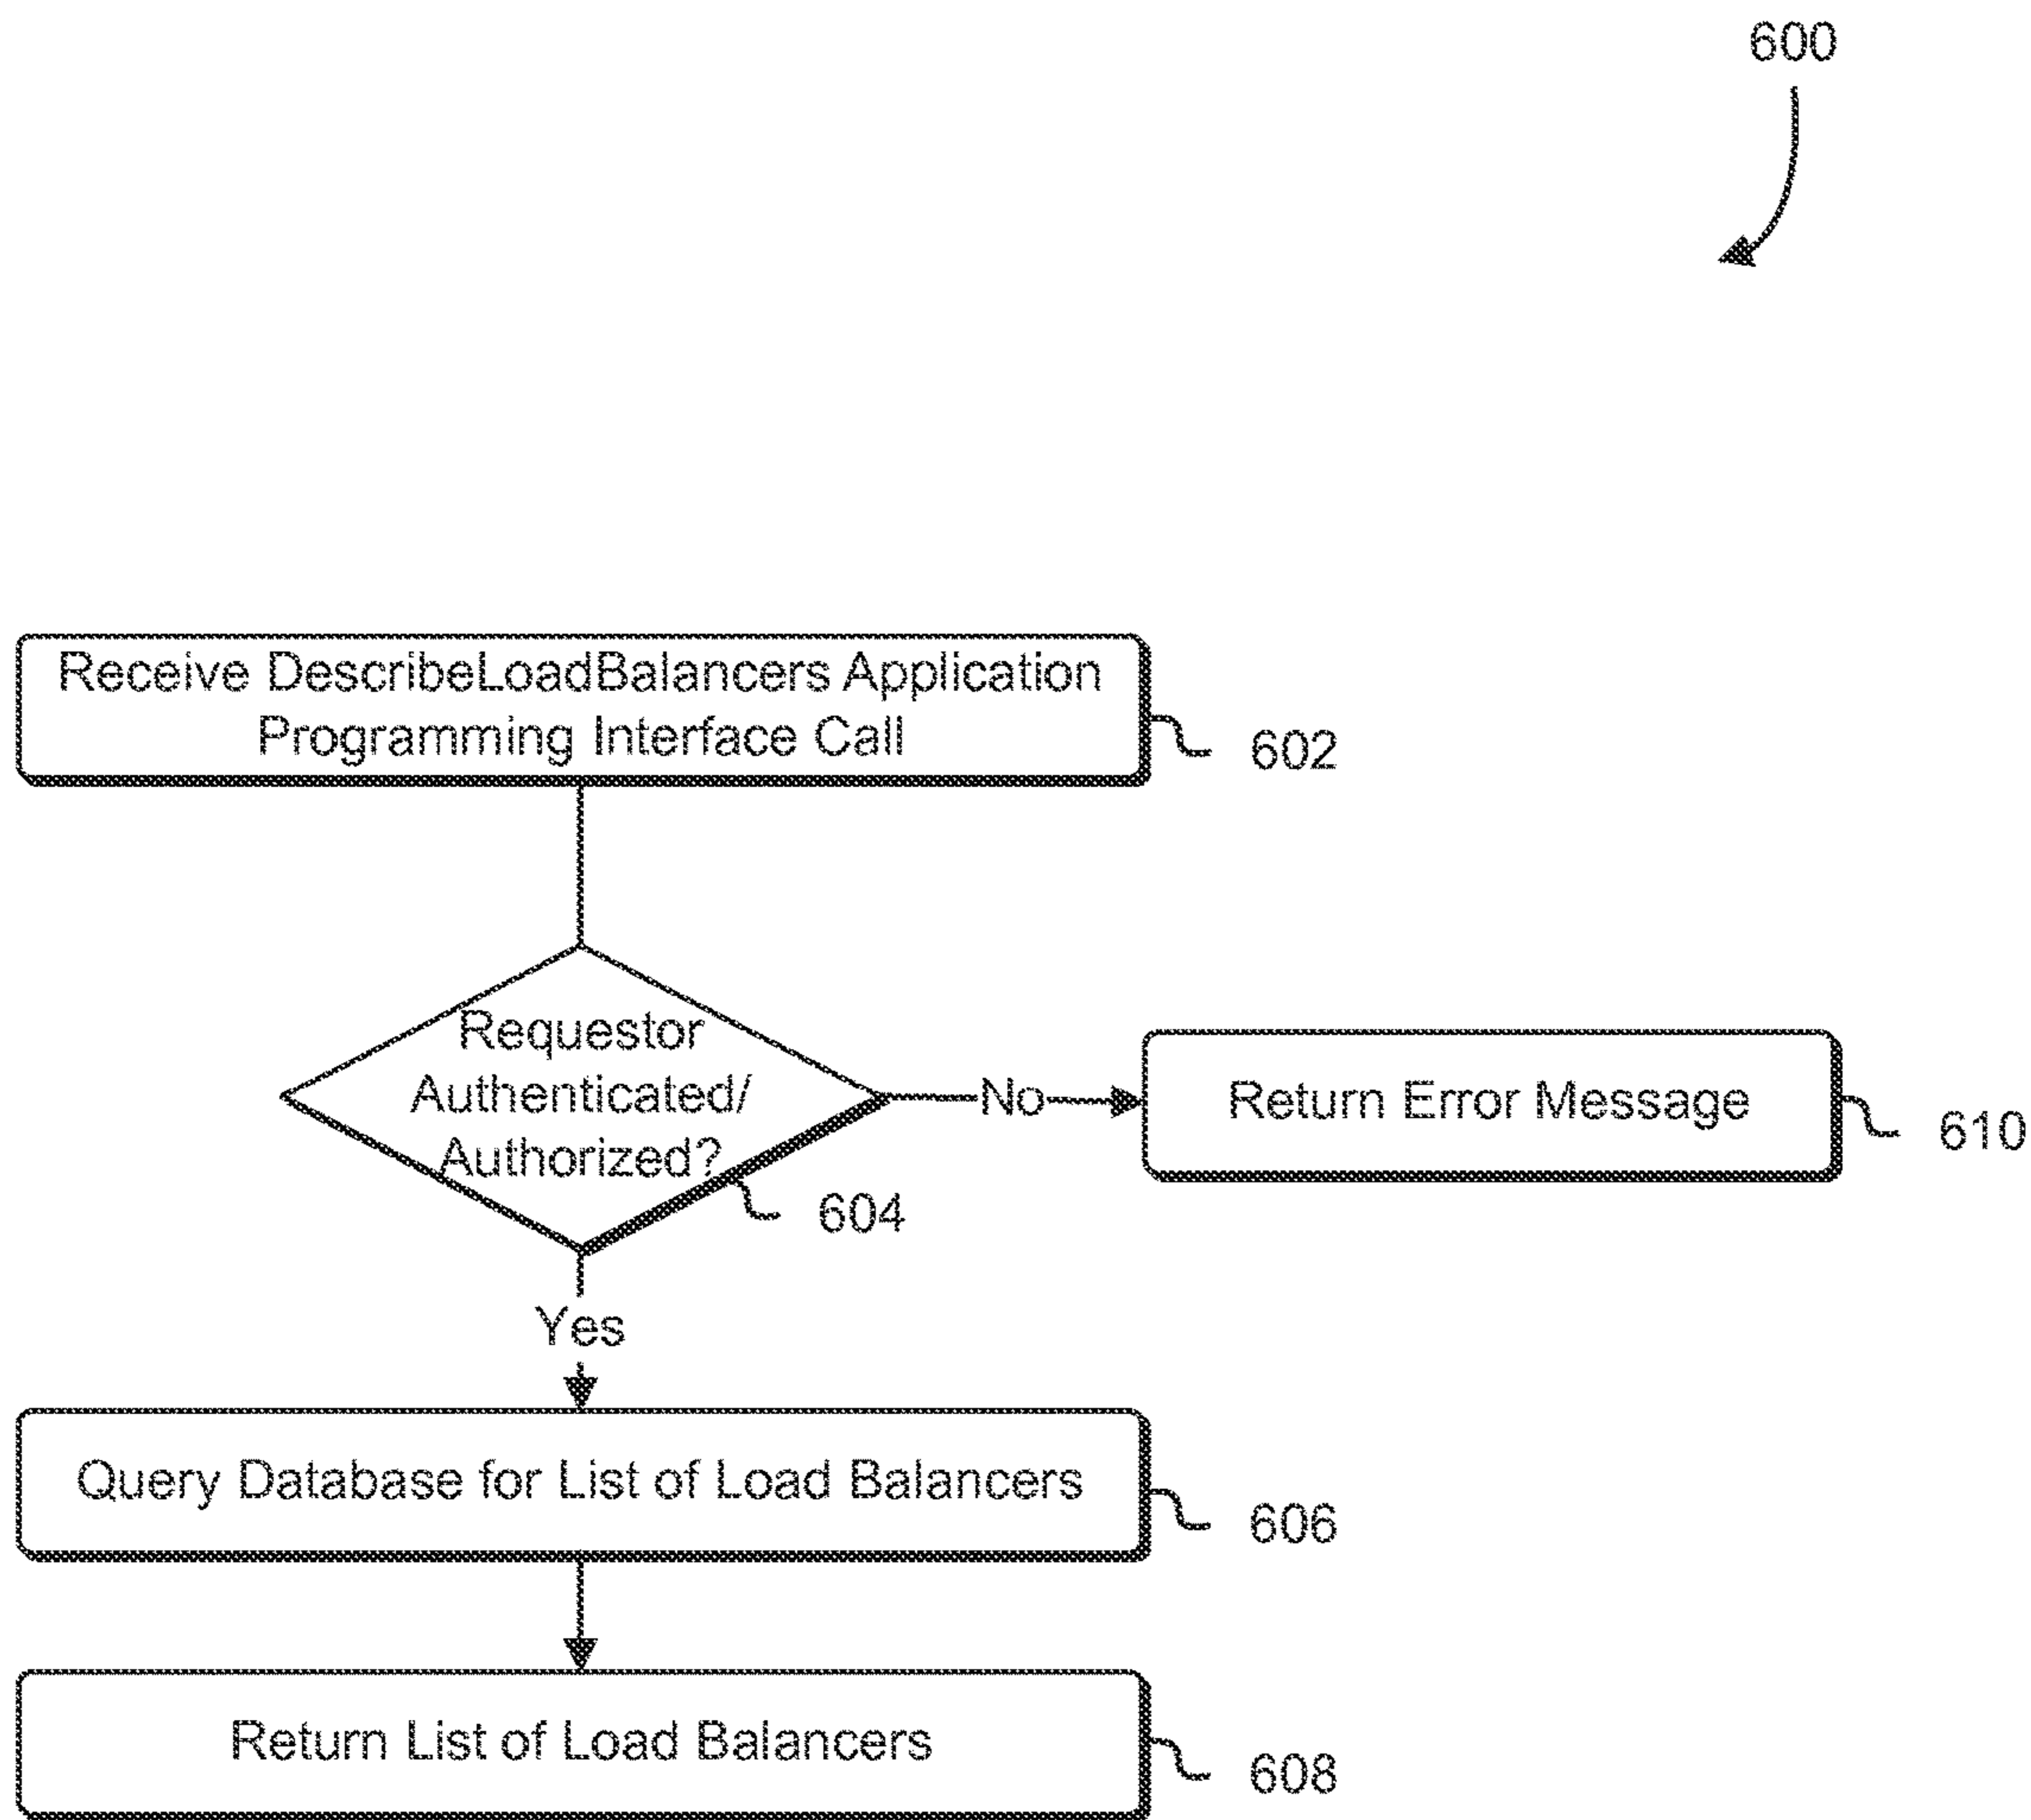 600
Receive DescribeLoadBalancers Application
Programming Interface Call
602
Requestor
Authenticated/
Authorized?
604
No
Return Error Message
610
Yes
Query Database for List of Load Balancers
606
Return List of Load Balancers
608